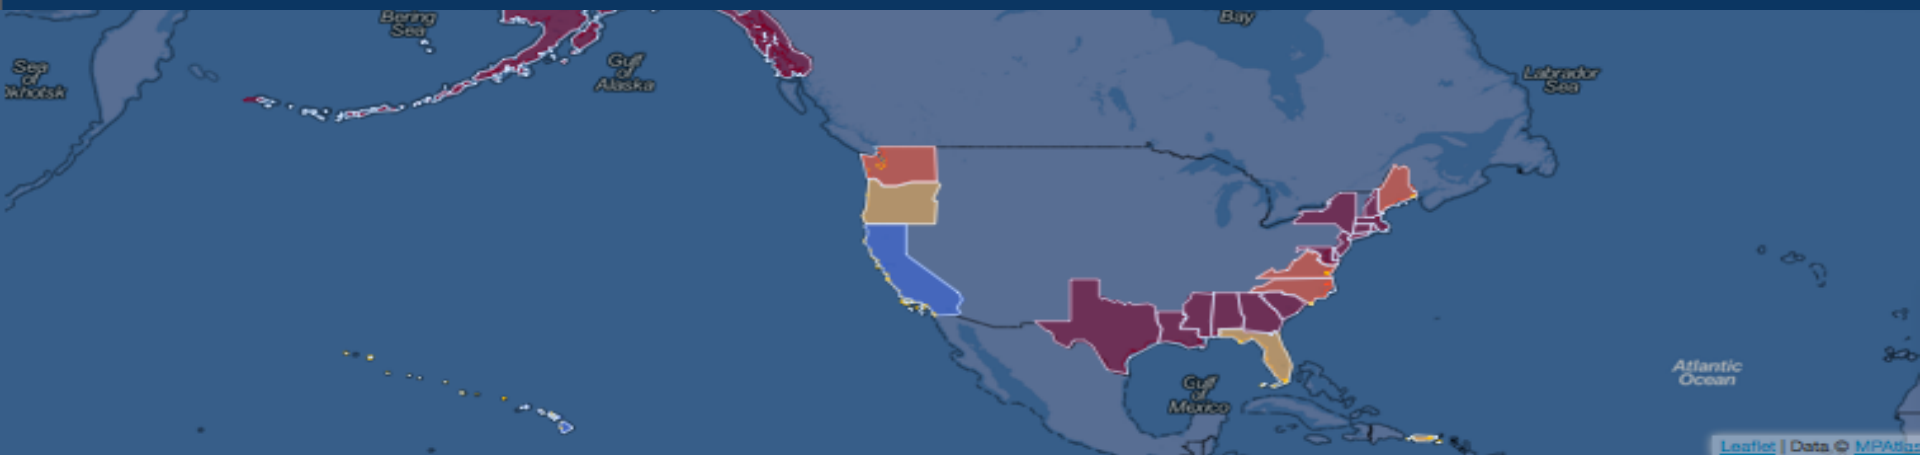 Bering
Sea
Bay
Sea
of
Okhotsk
Gulf
of
Alaska
Labrador
Sea
Gulf
of
Mexico
Atlantic
Ocean
Leaflet | Data © MPAtlas